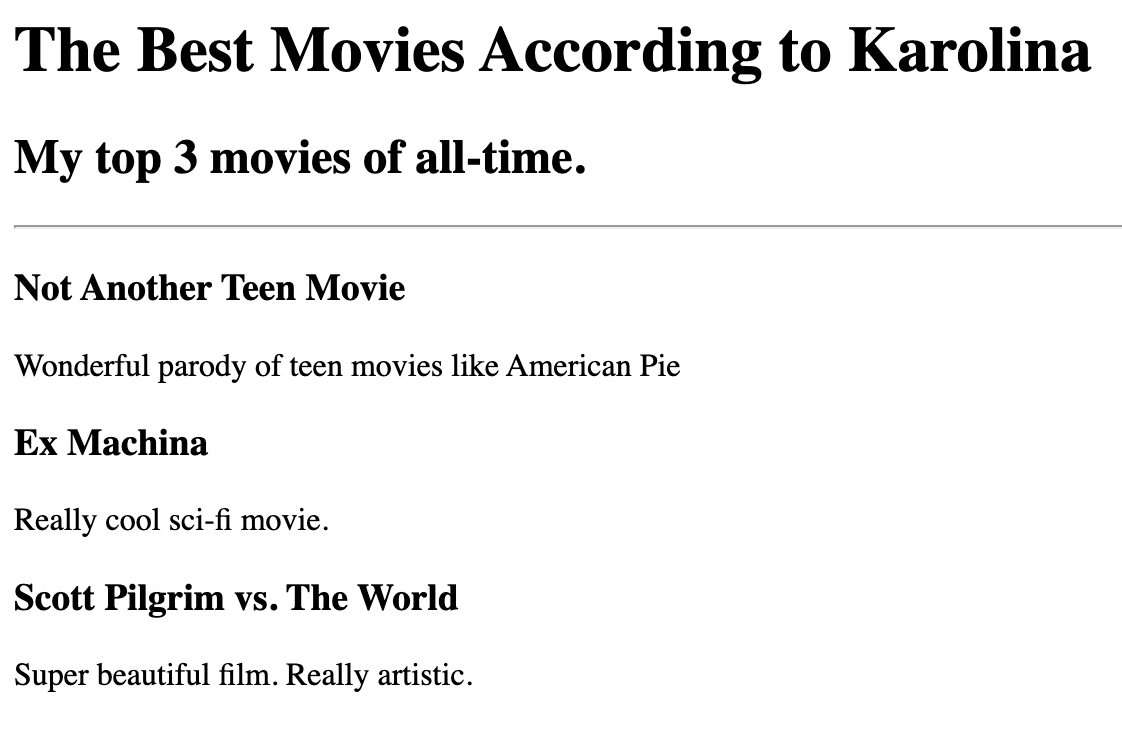 The Best Movies According to Karolina
My top 3 movies of all-time.
Not Another Teen Movie
Wonderful parody of teen movies like American Pie
Ex Machina
Really cool sci-fi movie.
Scott Pilgrim vs. The World
Super beautiful film. Really artistic.